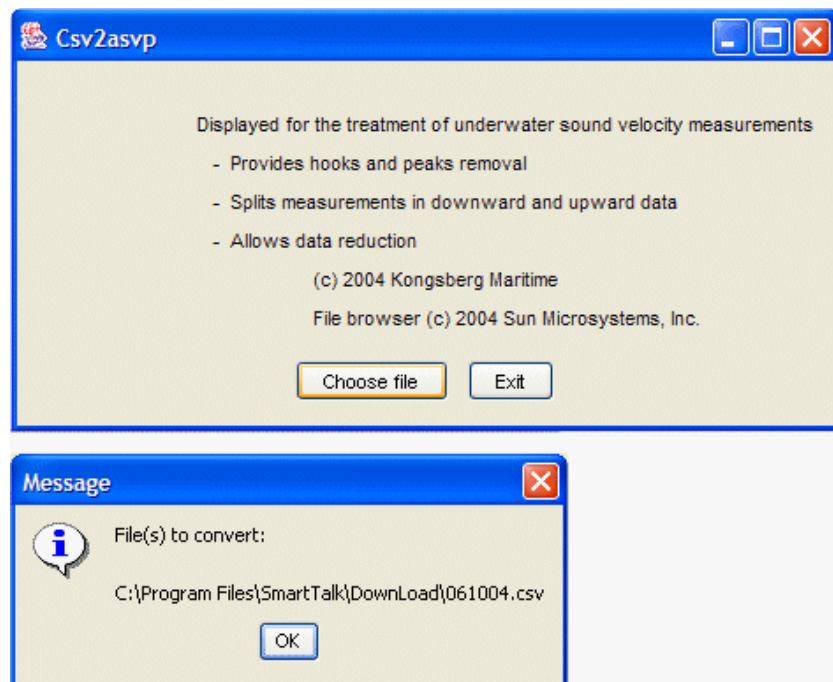 Csv2asvp
Displayed for the treatment of underwater sound velocity measurements
- Provides hooks and peaks removal
- Splits measurements in downward and upward data
- Allows data reduction
(c) 2004 Kongsberg Maritime
File browser (c) 2004 Sun Microsystems, Inc.
Choose file Exit
Message
File(s) to convert:
C:\Program Files\SmartTalk\DownLoad\061004.csv
OK